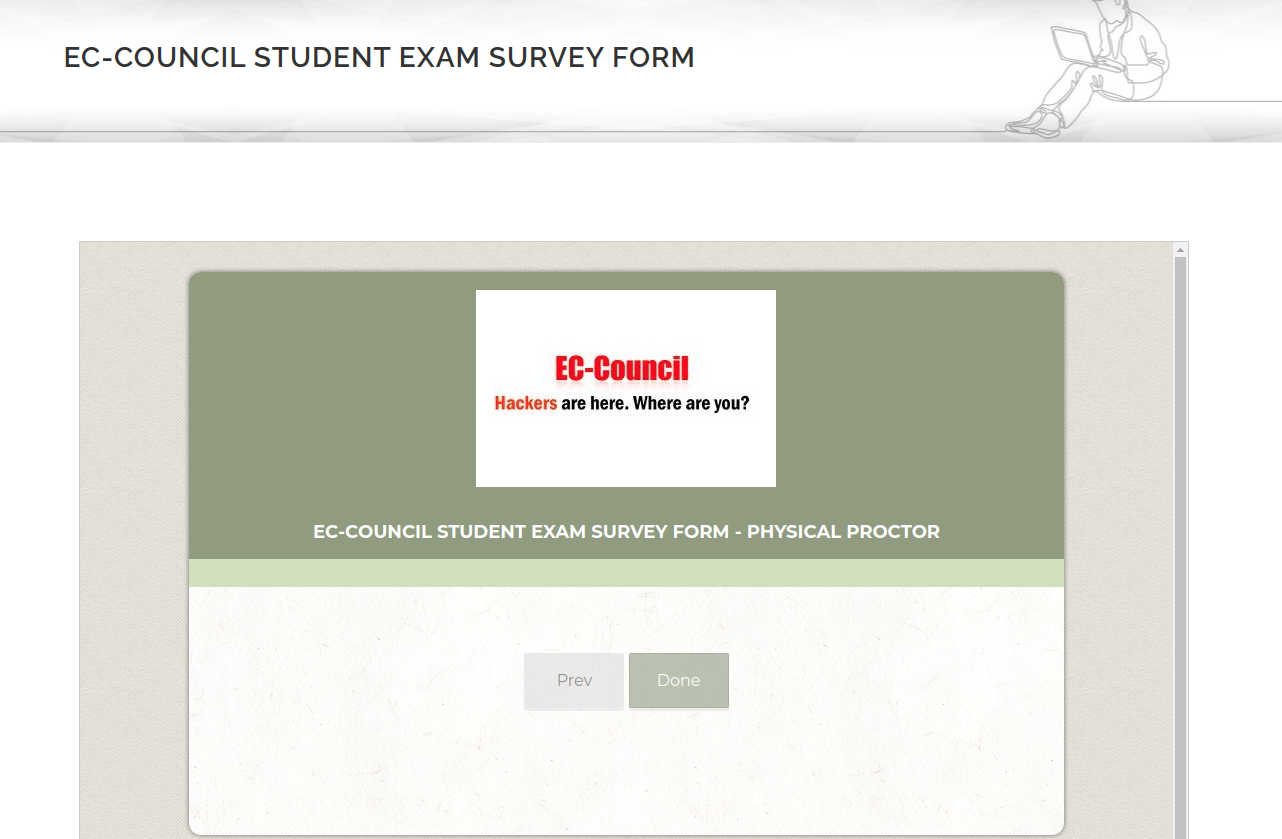 EC-COUNCIL STUDENT EXAM SURVEY FORM
EC-Council
Hackers are here. Where are you?
EC-COUNCIL STUDENT EXAM SURVEY FORM - PHYSICAL PROCTOR
Prev Done